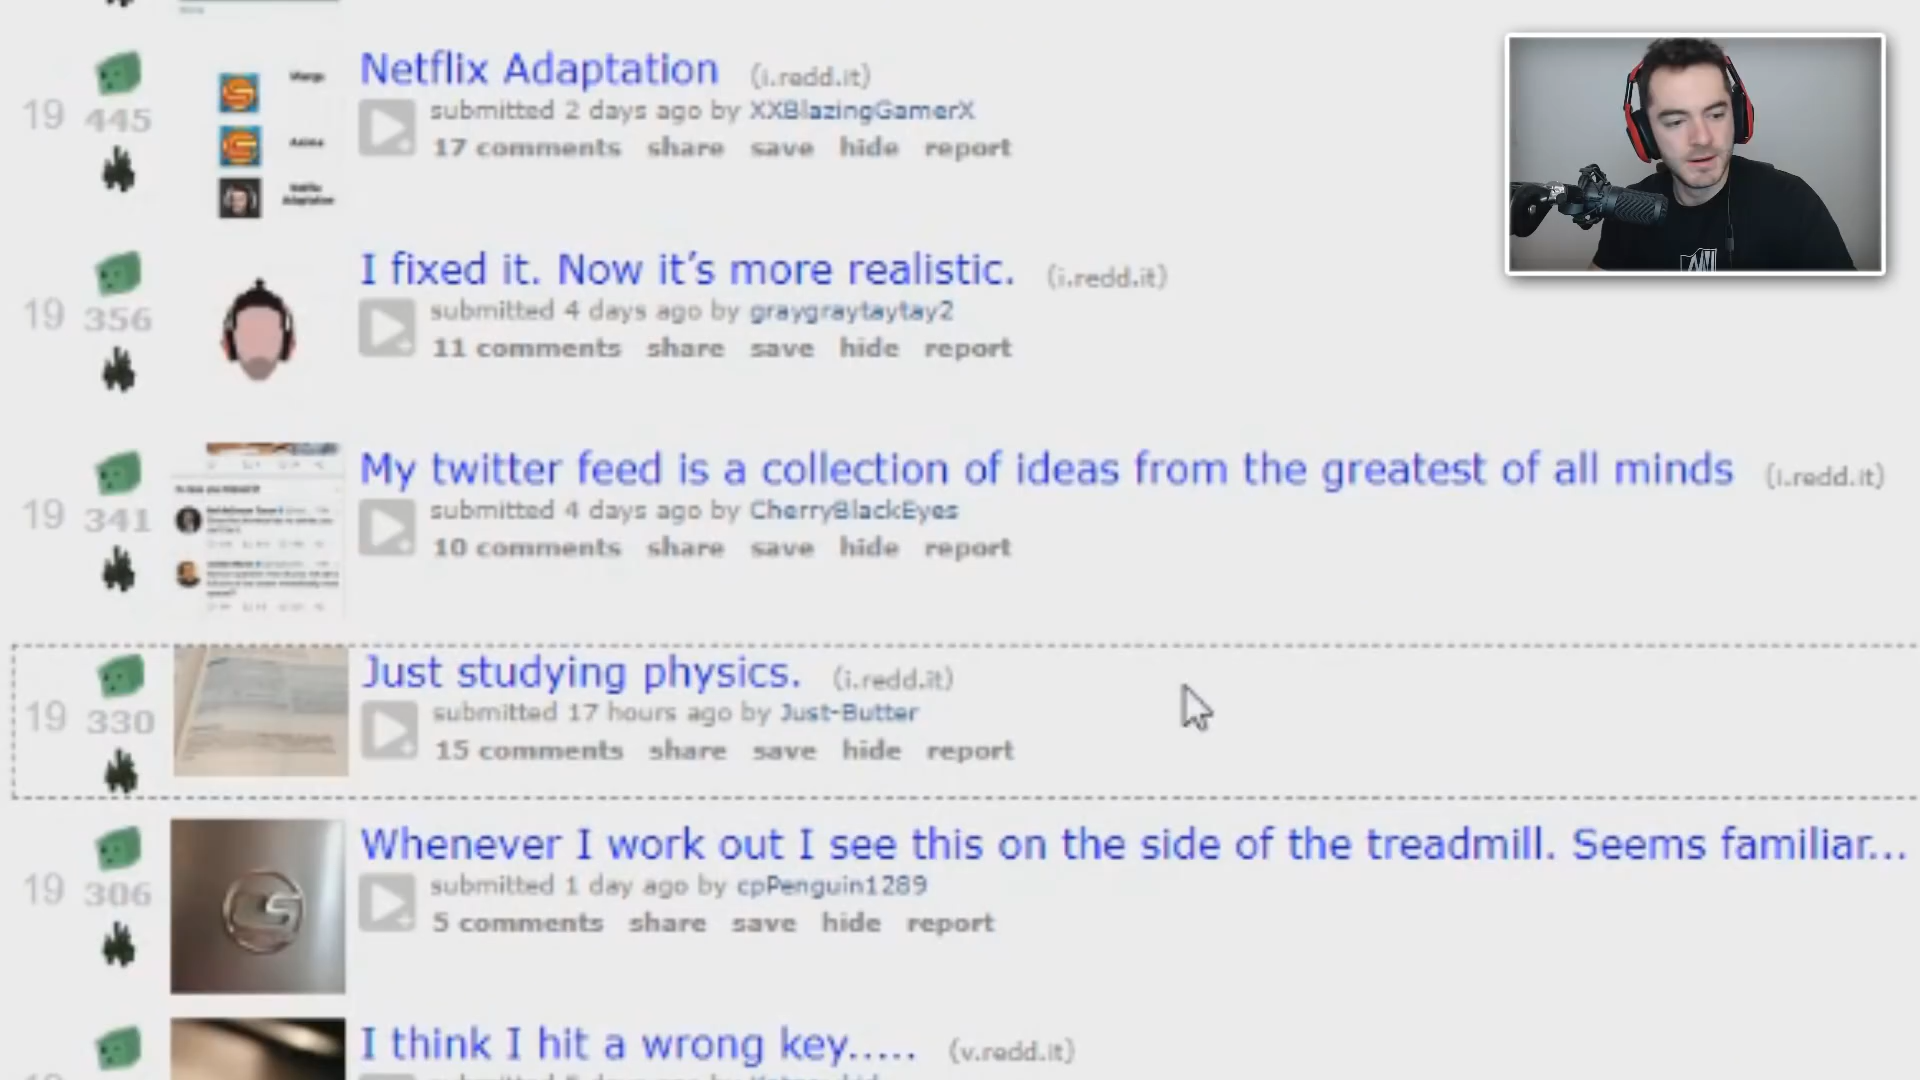 Netflix Adaptation (i.redd.it)
19 445
submitted 2 days ago by XXBlazingGamerX
17 comments share save hide report
Manga
Anime
Netflix
Adaptation
I fixed it. Now it’s more realistic. (i.redd.it)
19 356
submitted 4 days ago by graygraytaytay2
11 comments share save hide report
My twitter feed is a collection of ideas from the greatest of all minds (i.redd.it)
19 341
submitted 4 days ago by CherryBlackEyes
10 comments share save hide report
Just studying physics. (i.redd.it)
19 330
submitted 17 hours ago by Just-Butter
15 comments share save hide report
Whenever I work out I see this on the side of the treadmill. Seems familiar...
19 306
submitted 1 day ago by cpPenguin1289
5 comments share save hide report
I think I hit a wrong key..... (v.redd.it)